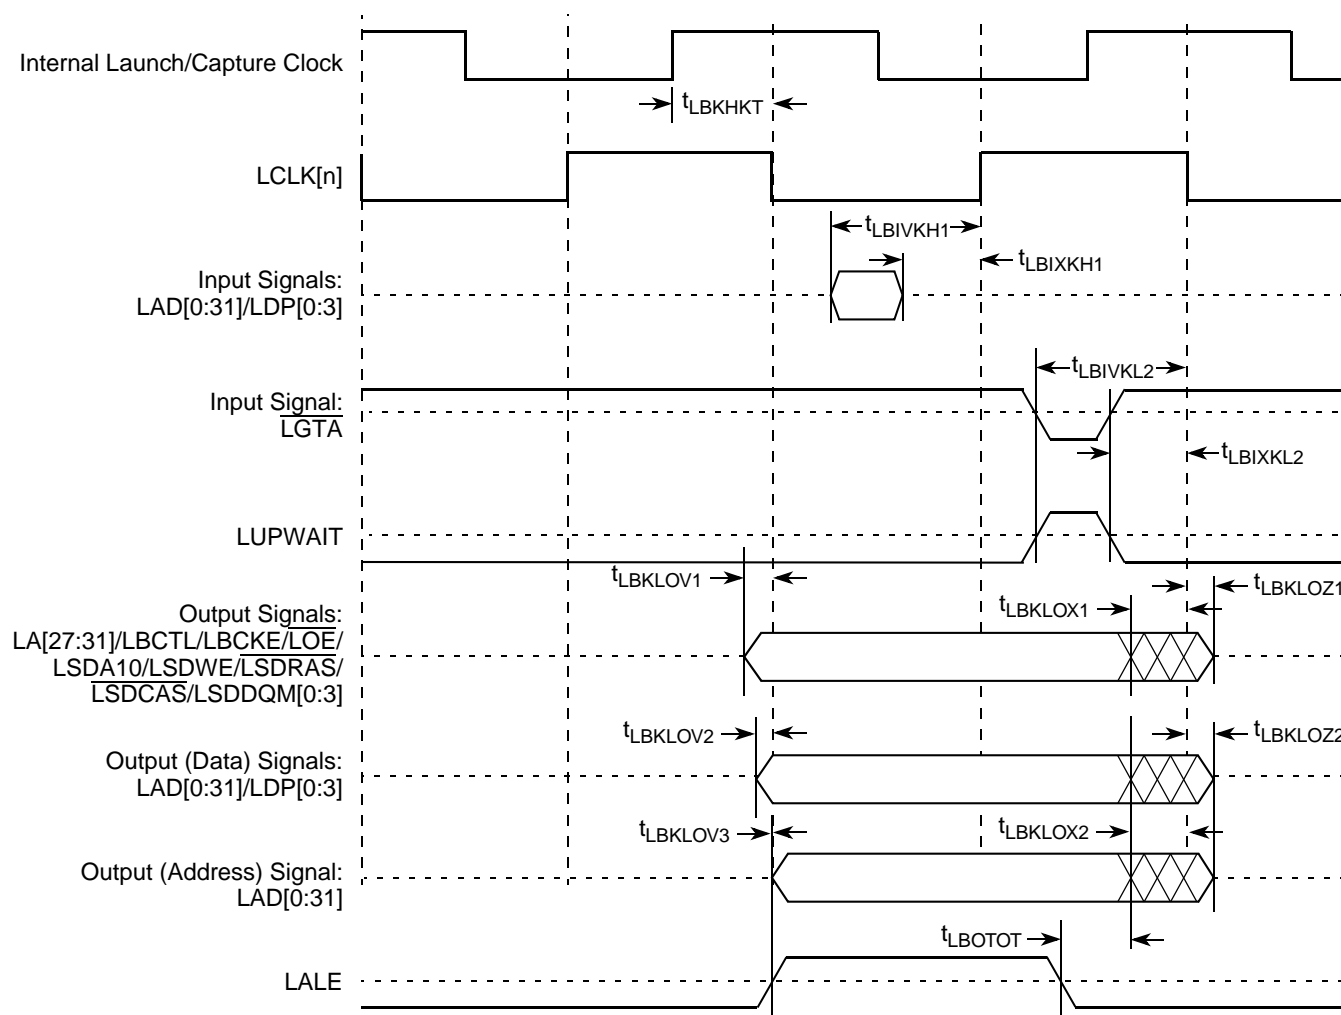 Internal Launch/Capture Clock
tLBKHKT
LCLK[n]
tLBIVKH1
tLBIXKH1
Input Signals:
LAD[0:31]/LDP[0:3]
tLBIVKL2
Input Signal:
LGTA
tLBIXKL2
LUPWAIT
tLBKLOV1
tLBKLOZ1
tLBKLOX1
Output Signals:
LA[27:31]/LBCTL/LBCKE/LOE/
LSDA10/LSDWE/LSDRAS/
LSDCAS/LSDDQM[0:3]
tLBKLOV2
tLBKLOZ2
Output (Data) Signals:
LAD[0:31]/LDP[0:3]
tLBKLOV3
tLBKLOX2
Output (Address) Signal:
LAD[0:31]
tLBOTOT
LALE